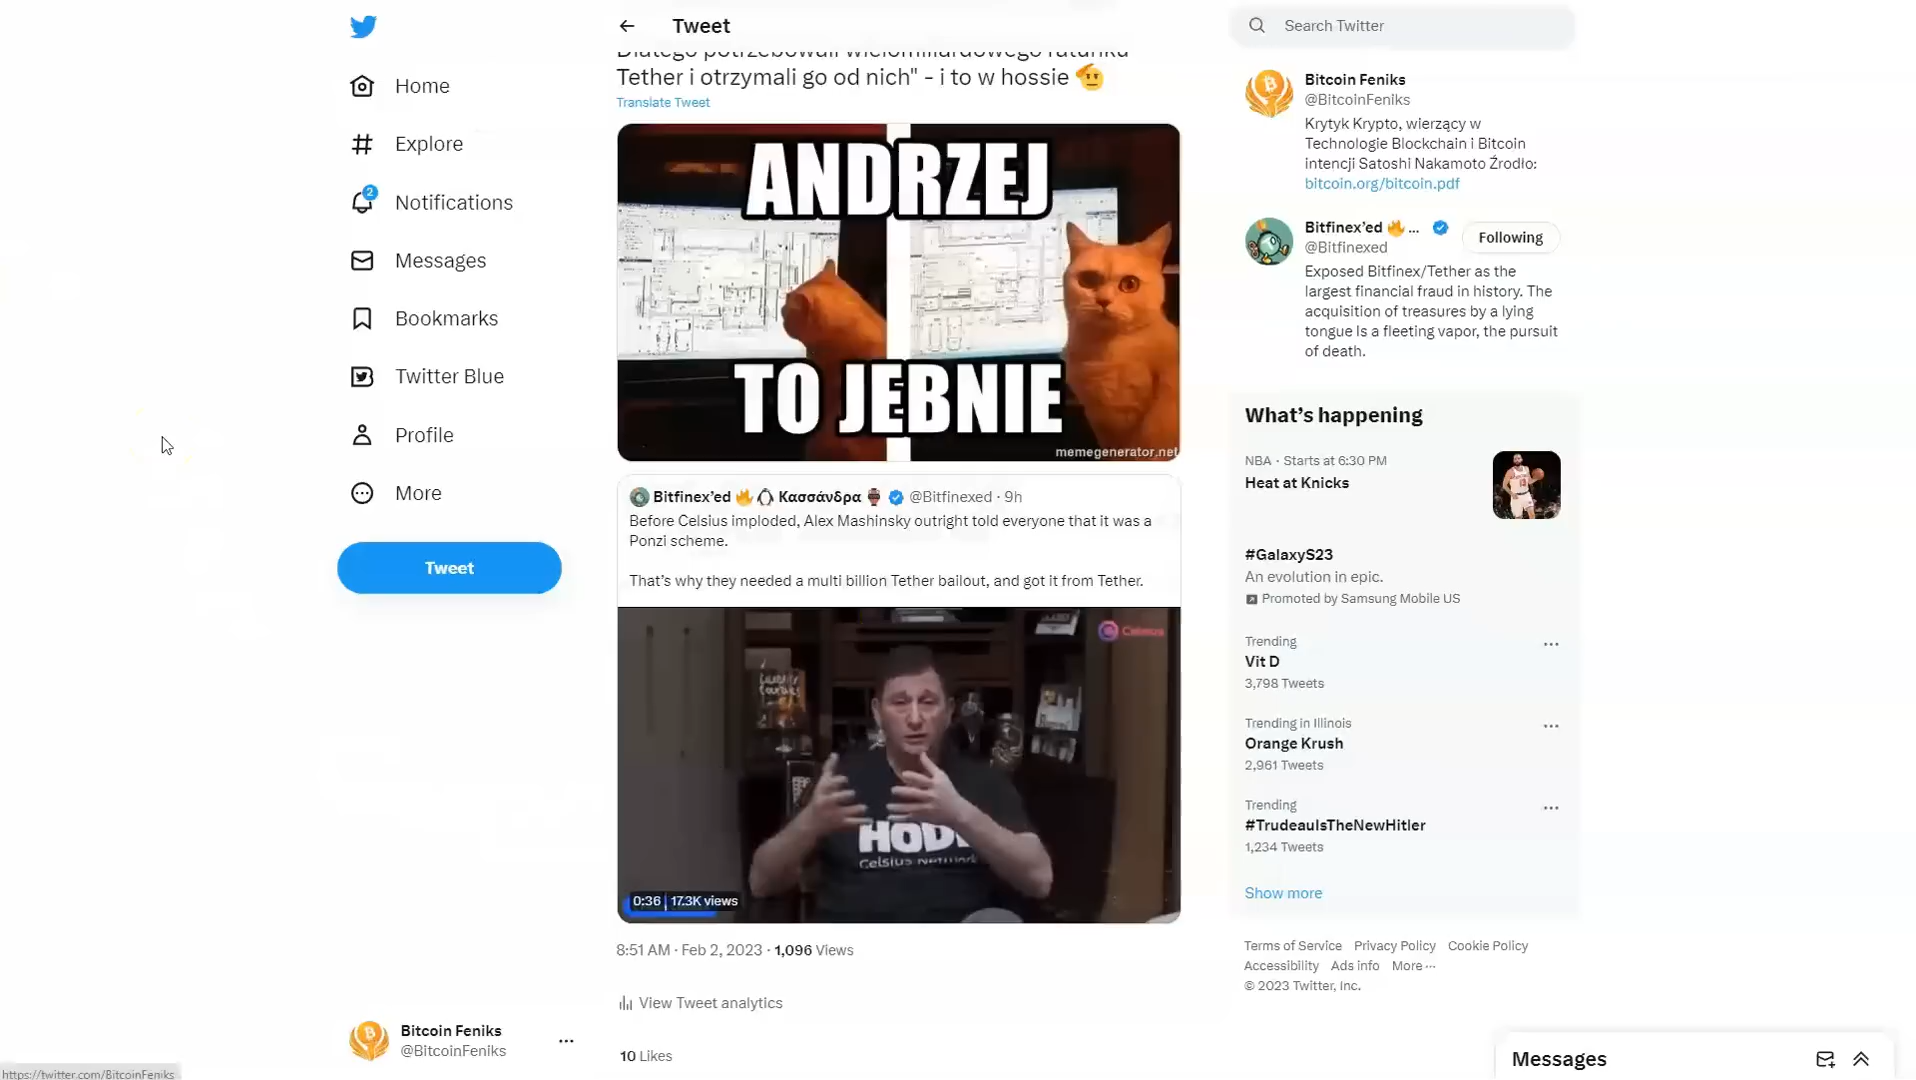 Home
Explore
2
Notifications
Messages
Bookmarks
Twitter Blue
Profile
More
Tweet
Bitcoin Feniks
@BitcoinFeniks
https://twitter.com/BitcoinFeniks
Tweet
Dlatego potrzebowali wielomiliardowego ratunku
Tether i otrzymali go od nich" - i to w hossie
Translate Tweet
ANDRZEJ
TO JEBNIE
memegenerator.net
Bitfinex’ed Κασσάνδρα @Bitfinexed · 9h
Before Celsius imploded, Alex Mashinsky outright told everyone that it was a
Ponzi scheme.
That’s why they needed a multi billion Tether bailout, and got it from Tether.
Celsius
HODL
Celsius Network
0:36 17.3K views
8:51 AM · Feb 2, 2023 · 1,096 Views
View Tweet analytics
10 Likes
Search Twitter
Bitcoin Feniks
@BitcoinFeniks
Krytyk Krypto, wierzący w
Technologie Blockchain i Bitcoin
intencji Satoshi Nakamoto Źrodło:
bitcoin.org/bitcoin.pdf
Bitfinex’ed ...
@Bitfinexed
Following
Exposed Bitfinex/Tether as the
largest financial fraud in history. The
acquisition of treasures by a lying
tongue Is a fleeting vapor, the pursuit
of death.
What’s happening
NBA · Starts at 6:30 PM
Heat at Knicks
#GalaxyS23
An evolution in epic.
Promoted by Samsung Mobile US
Trending
Vit D
3,798 Tweets
Trending in Illinois
Orange Krush
2,961 Tweets
Trending
#TrudeauIsTheNewHitler
1,234 Tweets
Show more
Terms of Service Privacy Policy Cookie Policy
Accessibility Ads info More ···
© 2023 Twitter, Inc.
Messages